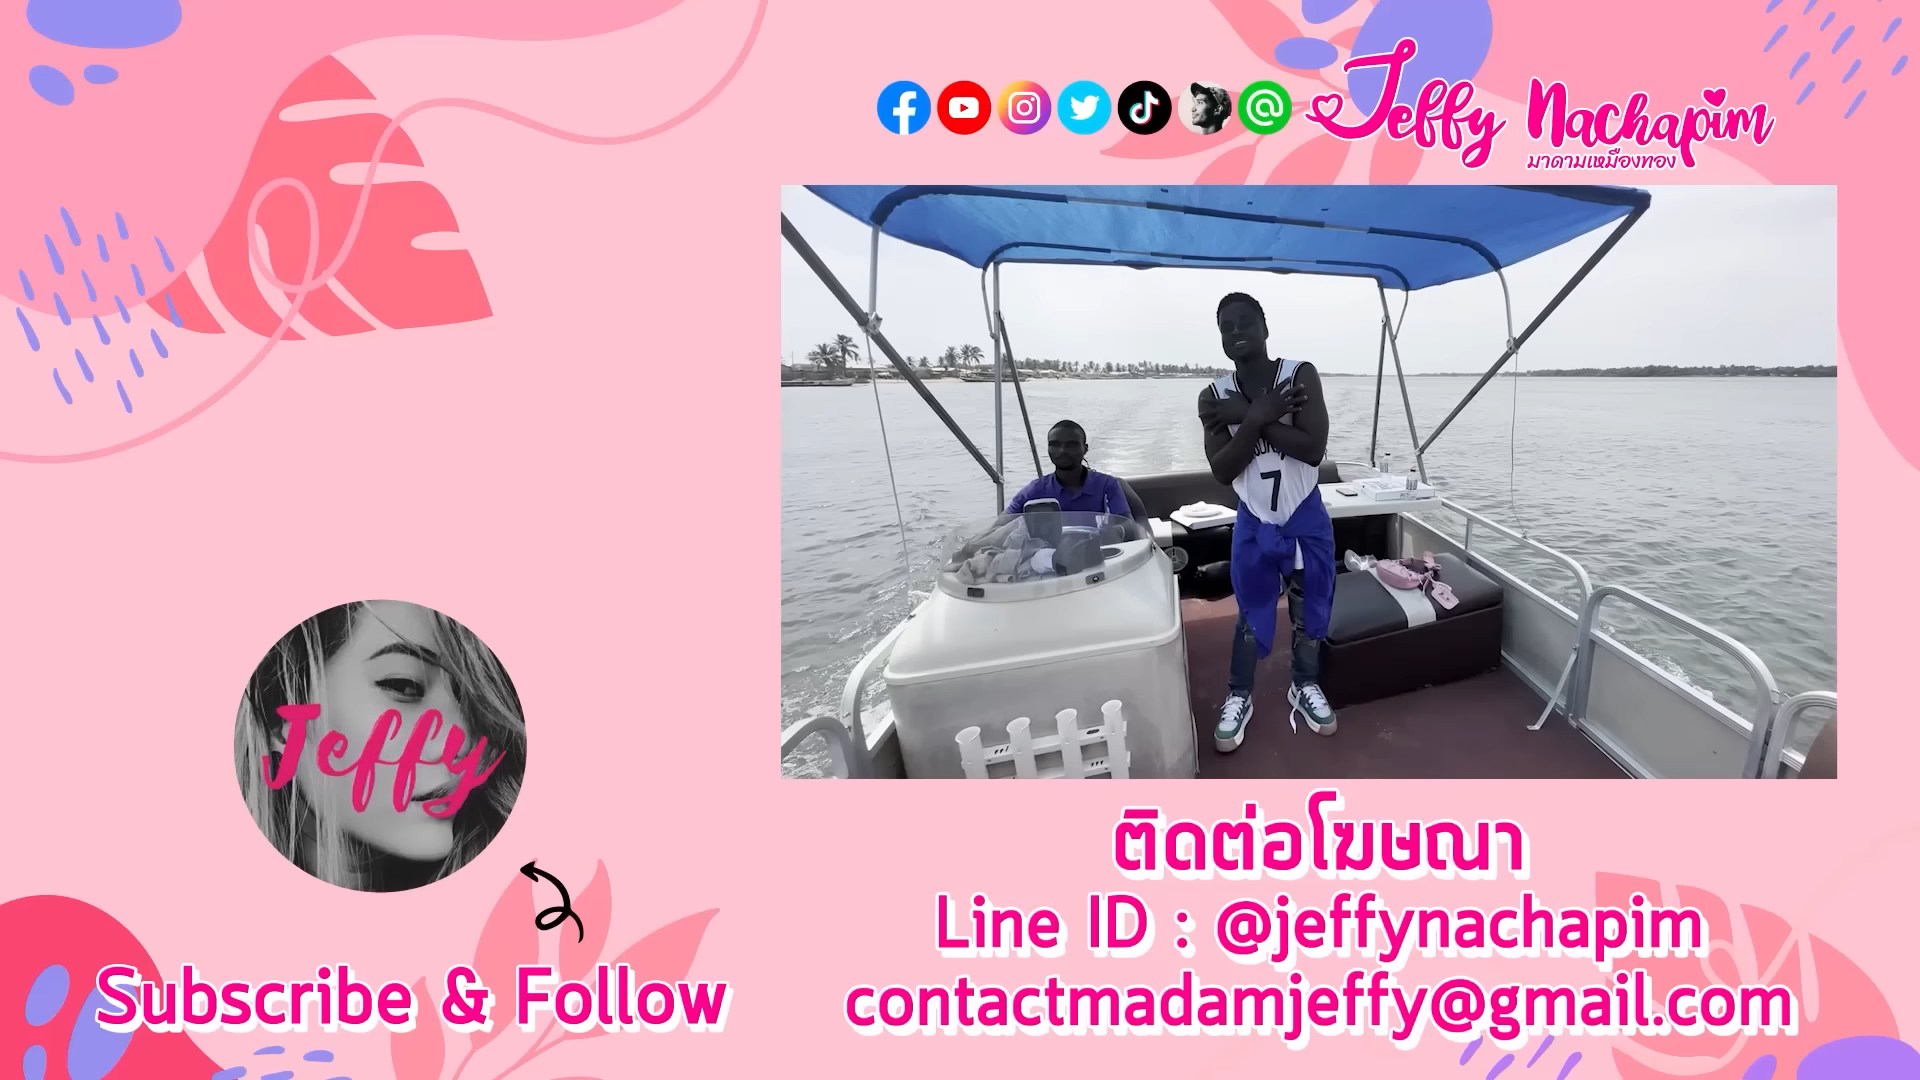 Jeffy Nachapim
มาดามเหมืองทอง
7
Jeffy
Subscribe & Follow
ติดต่อโฆษณา
Line ID : @jeffynachapim
contactmadamjeffy@gmail.com